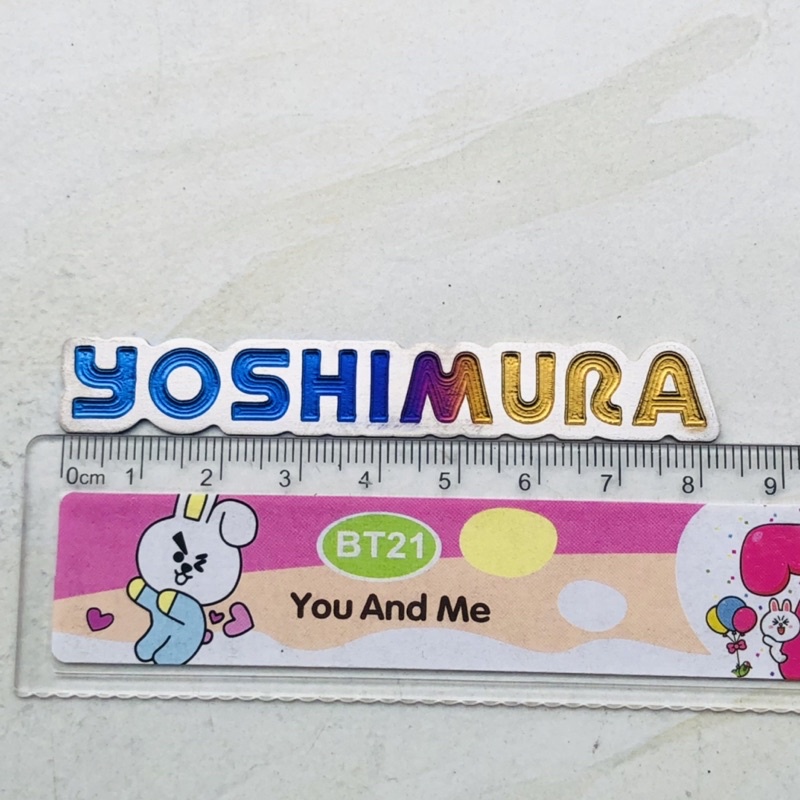 YOSHIMURA
0cm 1 2 3 4 5 6 7 8 9
BT21
You And Me